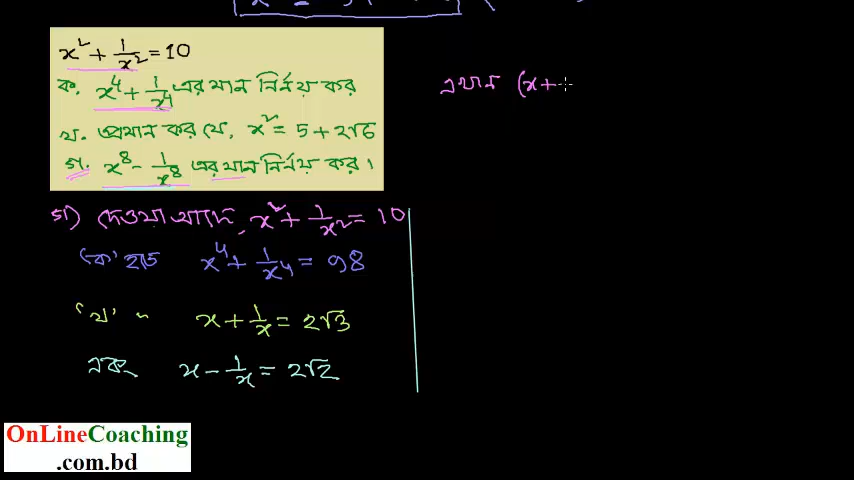 x² + 1/x² = 10
ক. x⁴ + 1/x⁴ এর মান নির্নয় কর
খ. প্রমান কর যে, x² = 5 + 2√6
গ. x⁸ - 1/x⁸ এর মান নির্নয় কর।
এখন (x+
গ) দেওয়া আছে, x² + 1/x² = 10
'ক' হতে x⁴ + 1/x⁴ = 98
'খ' " x + 1/x = 2√3
এবং x - 1/x = 2√2
OnLineCoaching
.com.bd